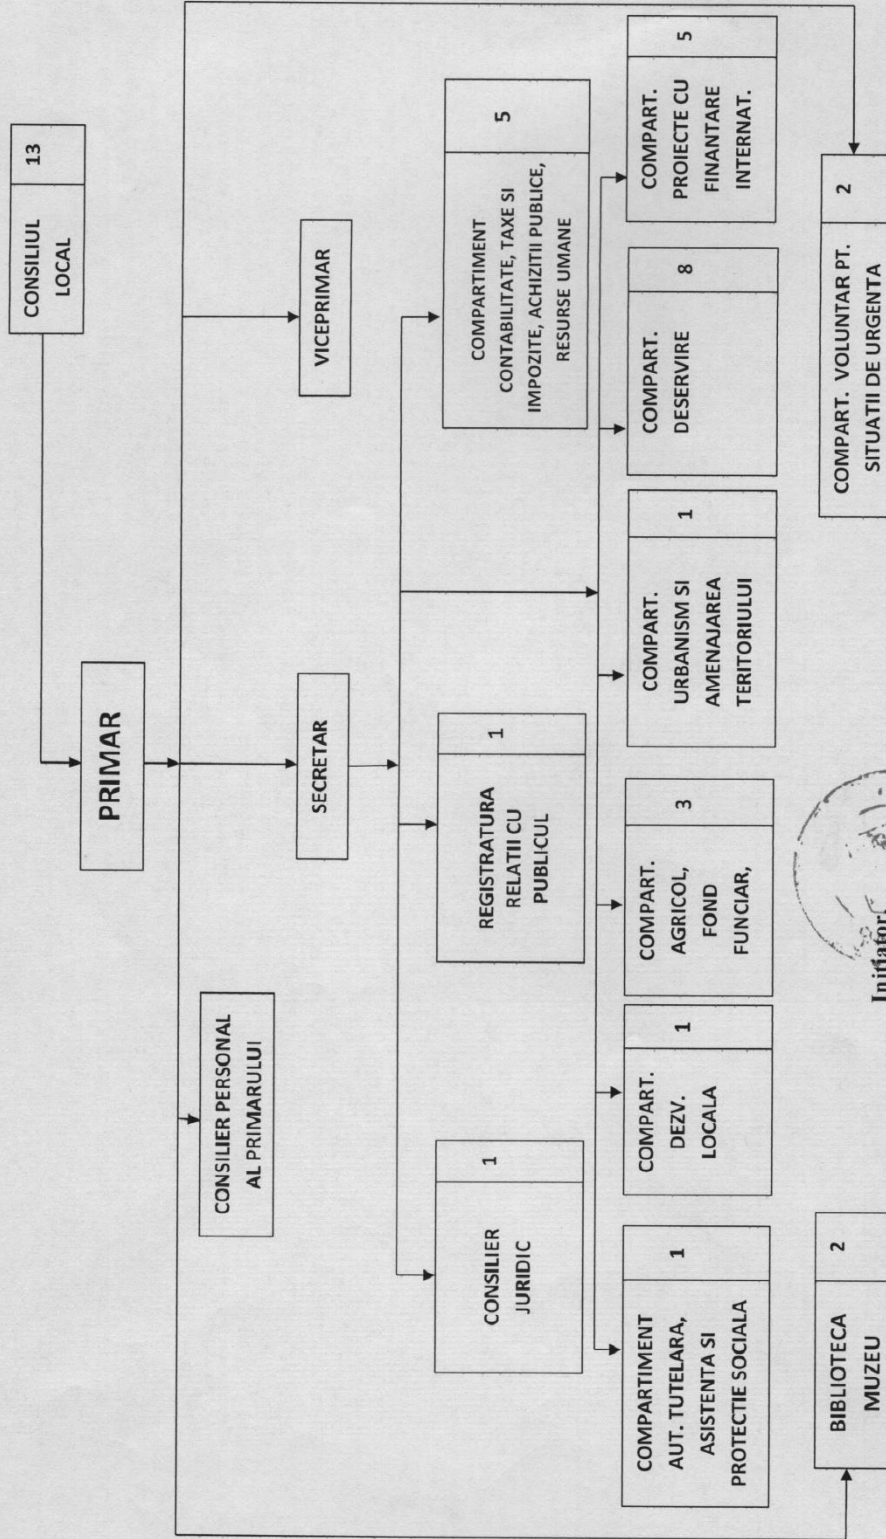 CONSILIUL
LOCAL
13
PRIMAR
CONSILIER PERSONAL
AL PRIMARULUI
SECRETAR
VICEPRIMAR
CONSILIER
JURIDIC
1
REGISTRATURA
RELATII CU
PUBLICUL
1
COMPARTIMENT
CONTABILITATE, TAXE SI
IMPOZITE, ACHIZITII PUBLICE,
RESURSE UMANE
5
COMPARTIMENT
AUT. TUTELARA,
ASISTENTA SI
PROTECTIE SOCIALA
1
COMPART.
DEZV.
LOCALA
1
COMPART.
AGRICOL,
FOND
FUNCIAR,
3
COMPART.
URBANISM SI
AMENAJAREA
TERITORIULUI
1
COMPART.
DESERVIRE
8
COMPART.
PROIECTE CU
FINANTARE
INTERNAT.
5
BIBLIOTECA
MUZEU
2
COMPART. VOLUNTAR PT.
SITUATII DE URGENTA
2
Initiator,